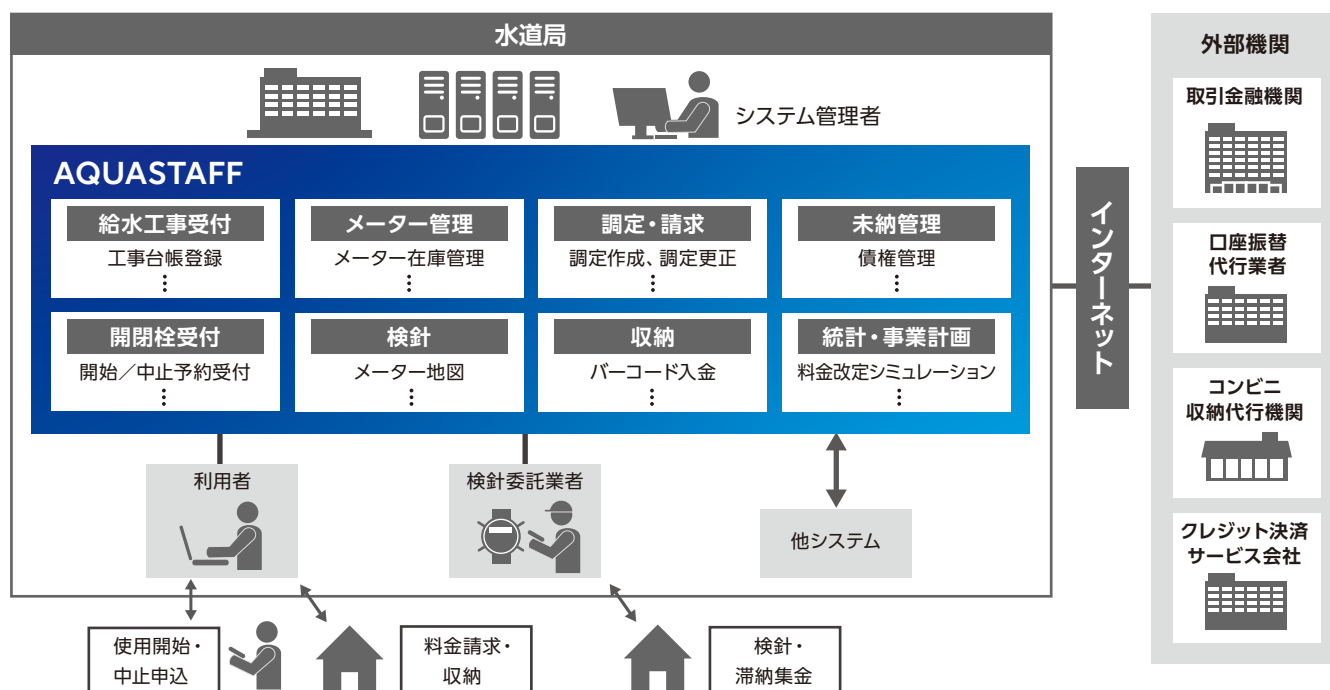 水道局
システム管理者
AQUASTAFF
給水工事受付
工事台帳登録
メーター管理
メーター在庫管理
調定・請求
調定作成、調定更正
未納管理
債権管理
開閉栓受付
開始／中止予約受付
検針
メーター地図
収納
バーコード入金
統計・事業計画
料金改定シミュレーション
利用者
検針委託業者
他システム
使用開始・
中止申込
料金請求・
収納
検針・
滞納集金
インターネット
外部機関
取引金融機関
口座振替
代行業者
コンビニ
収納代行機関
クレジット決済
サービス会社